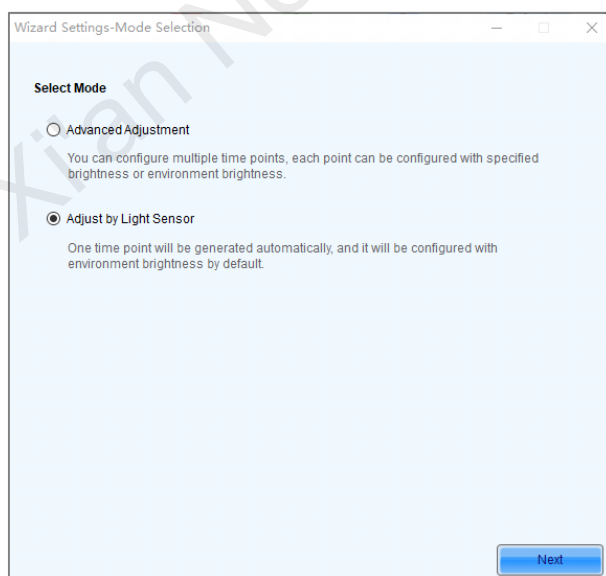 Wizard Settings-Mode Selection
Select Mode
Advanced Adjustment
You can configure multiple time points, each point can be configured with specified
brightness or environment brightness.
Adjust by Light Sensor
One time point will be generated automatically, and it will be configured with
environment brightness by default.
Next